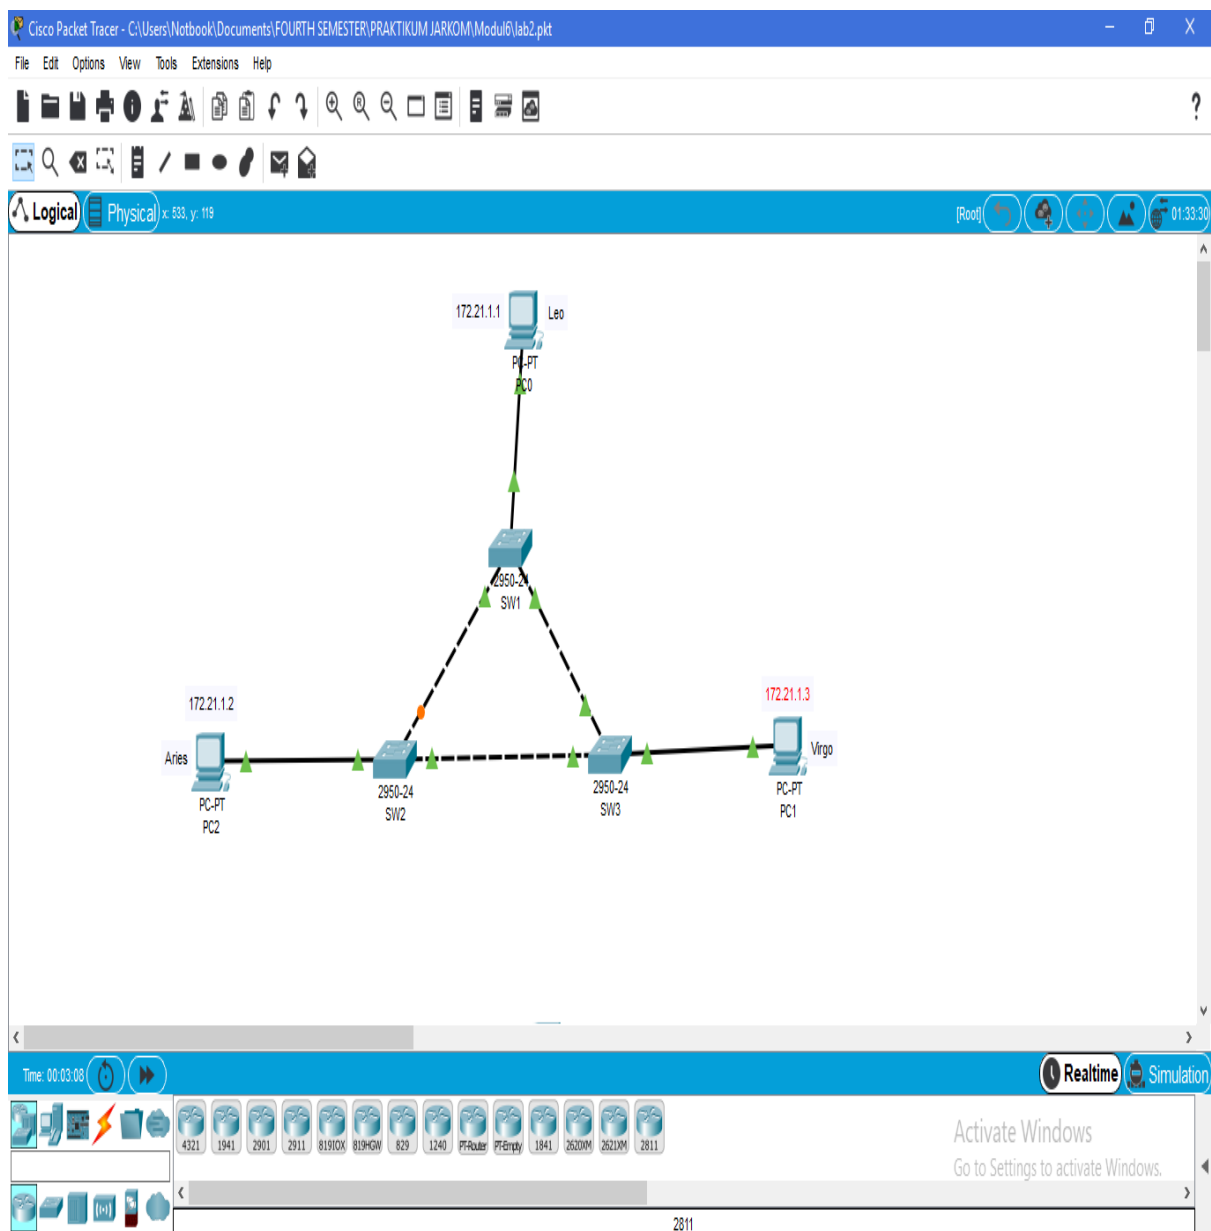 Cisco Packet Tracer - C:\Users\Notbook\Documents\FOURTH SEMESTER\PRAKTIKUM JARKOM\Modul6\lab2.pkt
File Edit Options View Tools Extensions Help
Logical Physical x: 533, y: 119 [Root] 01:33:30
172.21.1.1 Leo
PC-PT
PC0
2950-24
SW1
172.21.1.2
172.21.1.3
Aries
Virgo
PC-PT
PC2
2950-24
SW2
2950-24
SW3
PC-PT
PC1
Time: 00:03:08 Realtime Simulation
4321 1941 2901 2911 819IOX 819HGW 829 1240 PT-Router PT-Empty 1841 2620XM 2621XM 2811
Activate Windows
Go to Settings to activate Windows.
2811